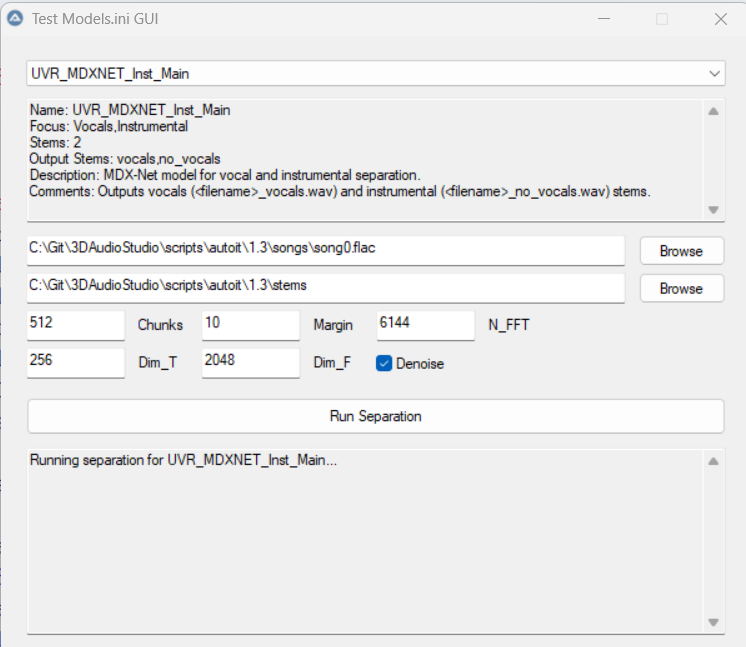 Test Models.ini GUI
UVR_MDXNET_Inst_Main
Name: UVR_MDXNET_Inst_Main
Focus: Vocals,Instrumental
Stems: 2
Output Stems: vocals,no_vocals
Description: MDX-Net model for vocal and instrumental separation.
Comments: Outputs vocals (<filename>_vocals.wav) and instrumental (<filename>_no_vocals.wav) stems.
C:\Git\3DAudioStudio\scripts\autoit\1.3\songs\song0.flac Browse
C:\Git\3DAudioStudio\scripts\autoit\1.3\stems Browse
512 Chunks 10 Margin 6144 N_FFT
256 Dim_T 2048 Dim_F Denoise
Run Separation
Running separation for UVR_MDXNET_Inst_Main...